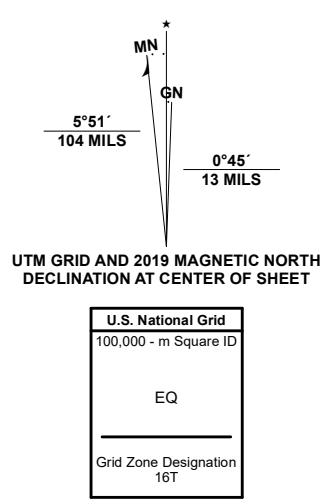 MN
GN
5°51´
104 MILS
0°45´
13 MILS
UTM GRID AND 2019 MAGNETIC NORTH
DECLINATION AT CENTER OF SHEET
U.S. National Grid
100,000 - m Square ID
EQ
Grid Zone Designation
16T